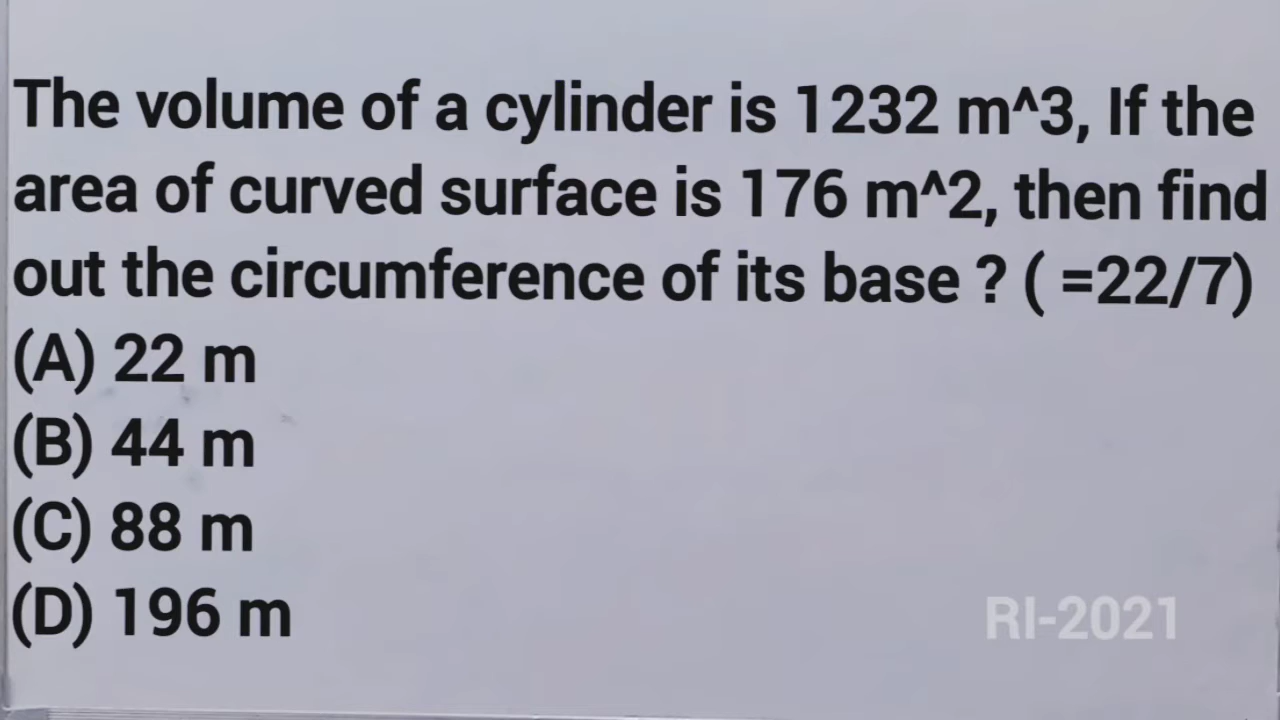 The volume of a cylinder is 1232 m^3, If the
area of curved surface is 176 m^2, then find
out the circumference of its base ? ( =22/7)
(A) 22 m
(B) 44 m
(C) 88 m
(D) 196 m
RI-2021